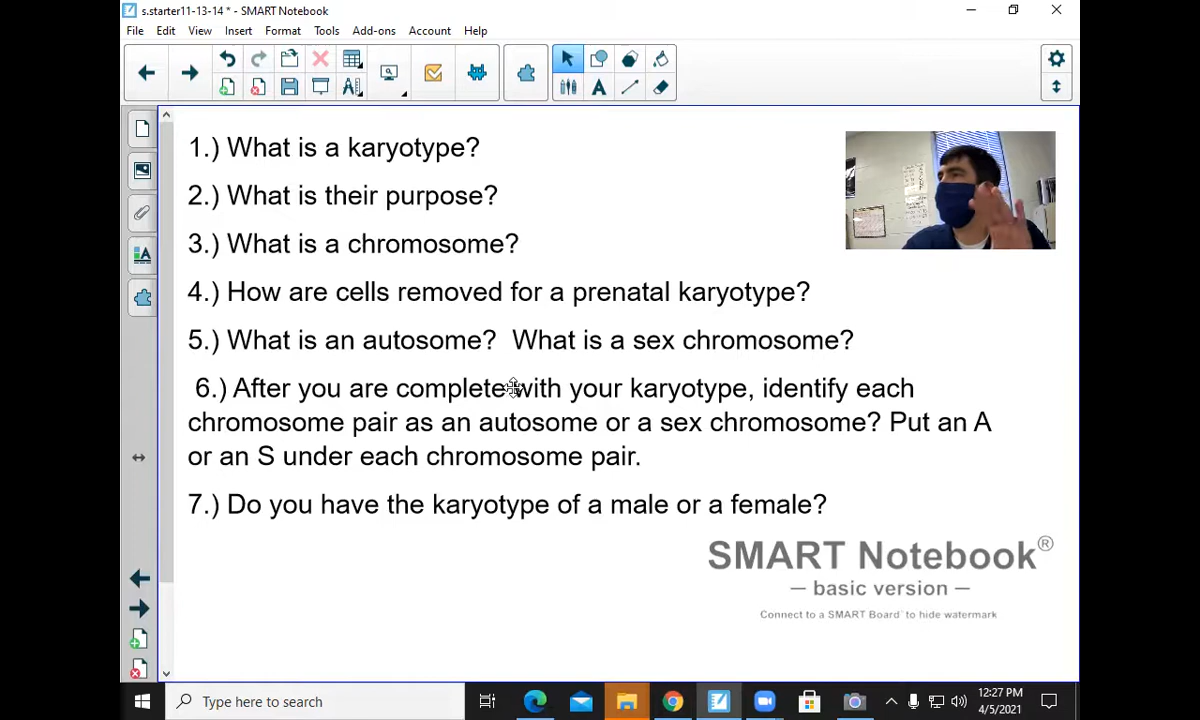 s.starter11-13-14 * - SMART Notebook
File Edit View Insert Format Tools Add-ons Account Help
1.) What is a karyotype?
2.) What is their purpose?
3.) What is a chromosome?
4.) How are cells removed for a prenatal karyotype?
5.) What is an autosome? What is a sex chromosome?
6.) After you are complete with your karyotype, identify each
chromosome pair as an autosome or a sex chromosome? Put an A
or an S under each chromosome pair.
7.) Do you have the karyotype of a male or a female?
SMART Notebook®
— basic version —
Connect to a SMART Board™ to hide watermark
Type here to search
12:27 PM
4/5/2021